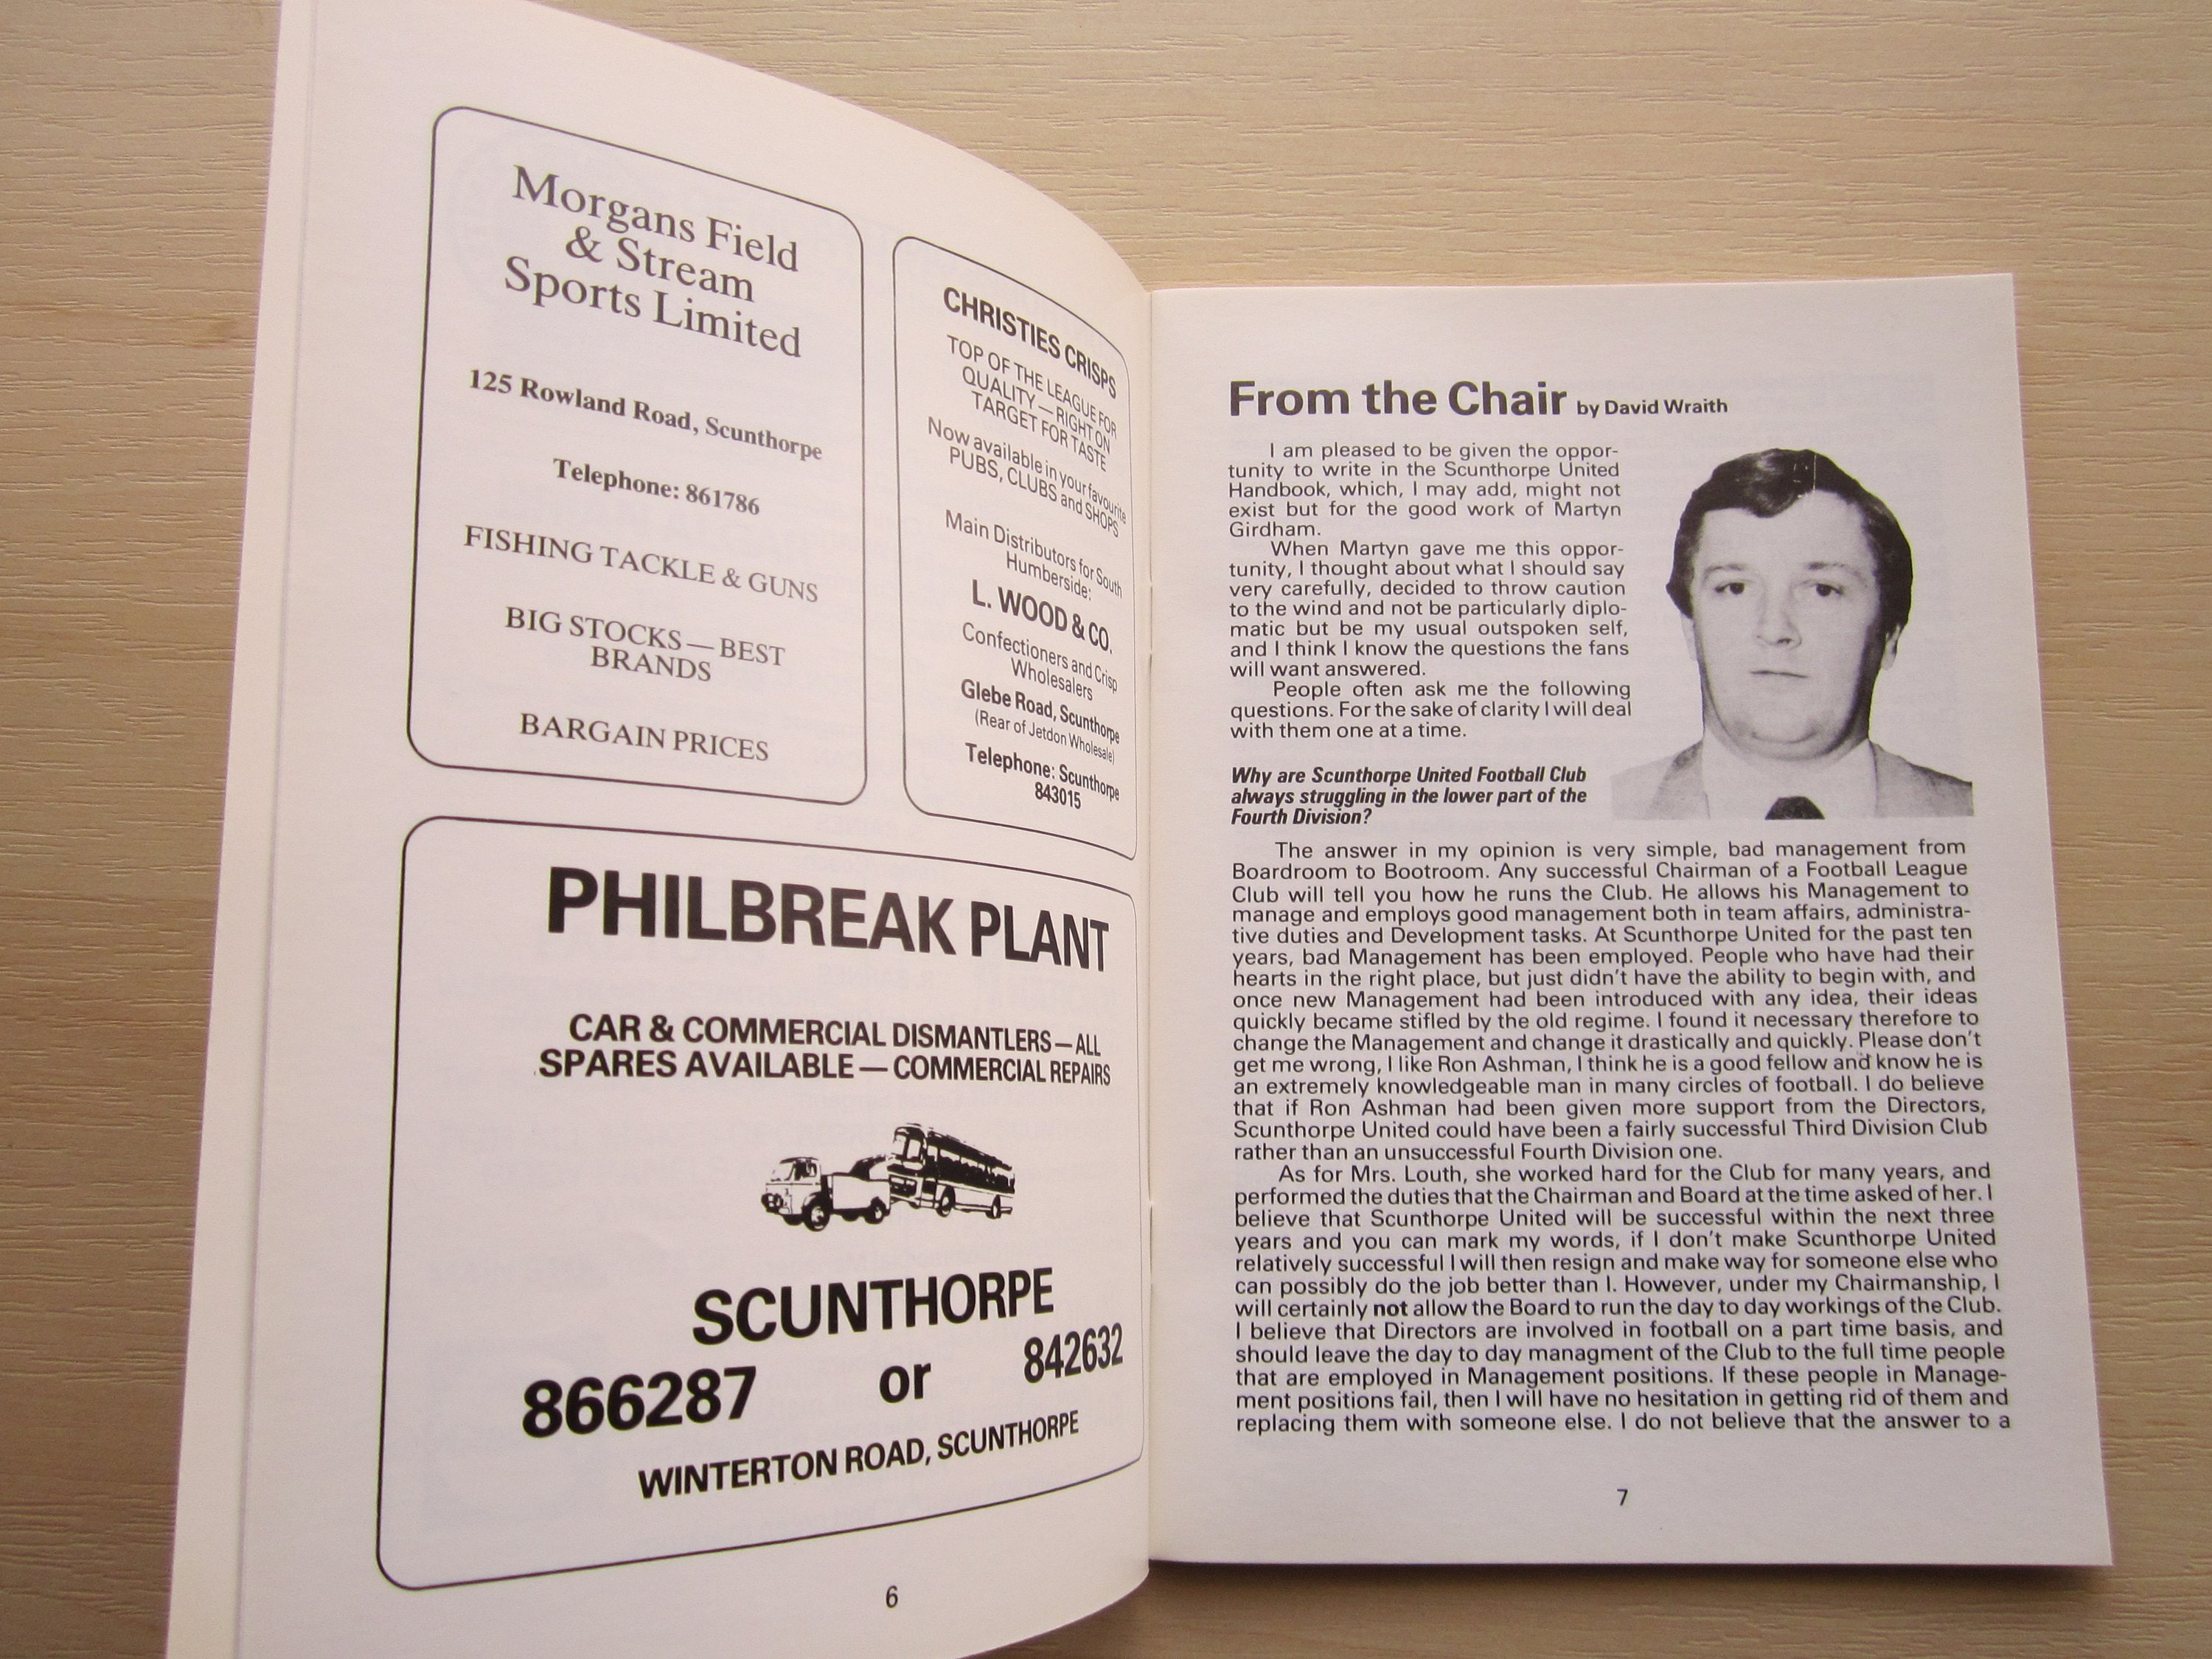 Morgans Field
& Stream
Sports Limited
125 Rowland Road, Scunthorpe
Telephone: 861786
FISHING TACKLE & GUNS
BIG STOCKS — BEST
BRANDS
BARGAIN PRICES
CHRISTIES CRISPS
TOP OF THE LEAGUE FOR
QUALITY — RIGHT ON
TARGET FOR TASTE
Now available in your favourite
PUBS, CLUBS and SHOPS
Main Distributors for South
Humberside:
L. WOOD & CO.
Confectioners and Crisp
Wholesalers
Glebe Road, Scunthorpe
(Rear of Jetdon Wholesale)
Telephone: Scunthorpe
843015
PHILBREAK PLANT
CAR & COMMERCIAL DISMANTLERS — ALL
SPARES AVAILABLE — COMMERCIAL REPAIRS
SCUNTHORPE
866287 or 842632
WINTERTON ROAD, SCUNTHORPE
6
From the Chair by David Wraith
I am pleased to be given the oppor-
tunity to write in the Scunthorpe United
Handbook, which, I may add, might not
exist but for the good work of Martyn
Girdham.
When Martyn gave me this oppor-
tunity, I thought about what I should say
very carefully, decided to throw caution
to the wind and not be particularly diplo-
matic but be my usual outspoken self,
and I think I know the questions the fans
will want answered.
People often ask me the following
questions. For the sake of clarity I will deal
with them one at a time.
Why are Scunthorpe United Football Club
always struggling in the lower part of the
Fourth Division?
The answer in my opinion is very simple, bad management from
Boardroom to Bootroom. Any successful Chairman of a Football League
Club will tell you how he runs the Club. He allows his Management to
manage and employs good management both in team affairs, administra-
tive duties and Development tasks. At Scunthorpe United for the past ten
years, bad Management has been employed. People who have had their
hearts in the right place, but just didn't have the ability to begin with, and
once new Management had been introduced with any idea, their ideas
quickly became stifled by the old regime. I found it necessary therefore to
change the Management and change it drastically and quickly. Please don't
get me wrong, I like Ron Ashman, I think he is a good fellow and know he is
an extremely knowledgeable man in many circles of football. I do believe
that if Ron Ashman had been given more support from the Directors,
Scunthorpe United could have been a fairly successful Third Division Club
rather than an unsuccessful Fourth Division one.
As for Mrs. Louth, she worked hard for the Club for many years, and
performed the duties that the Chairman and Board at the time asked of her. I
believe that Scunthorpe United will be successful within the next three
years and you can mark my words, if I don't make Scunthorpe United
relatively successful I will then resign and make way for someone else who
can possibly do the job better than I. However, under my Chairmanship, I
will certainly not allow the Board to run the day to day workings of the Club.
I believe that Directors are involved in football on a part time basis, and
should leave the day to day managment of the Club to the full time people
that are employed in Management positions. If these people in Manage-
ment positions fail, then I will have no hesitation in getting rid of them and
replacing them with someone else. I do not believe that the answer to a
7